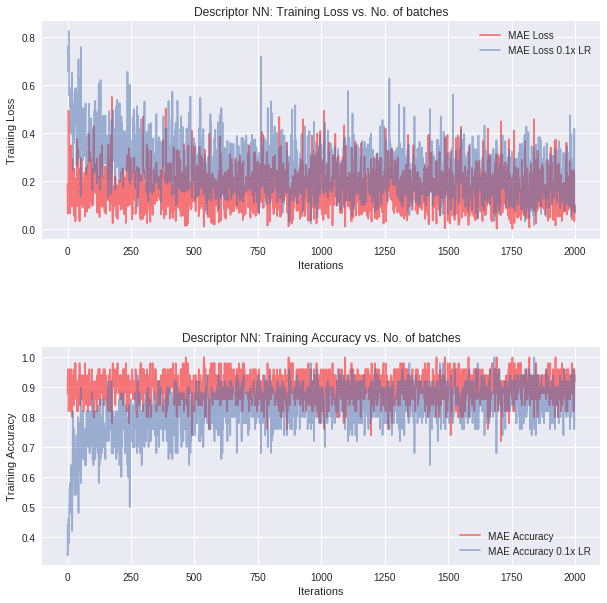 Descriptor NN: Training Loss vs. No. of batches
MAE Loss
MAE Loss 0.1x LR
Training Loss
0.8
0.6
0.4
0.2
0.0
0 250 500 750 1000 1250 1500 1750 2000
Iterations
Descriptor NN: Training Accuracy vs. No. of batches
Training Accuracy
1.0
0.9
0.8
0.7
0.6
0.5
0.4
MAE Accuracy
MAE Accuracy 0.1x LR
0 250 500 750 1000 1250 1500 1750 2000
Iterations